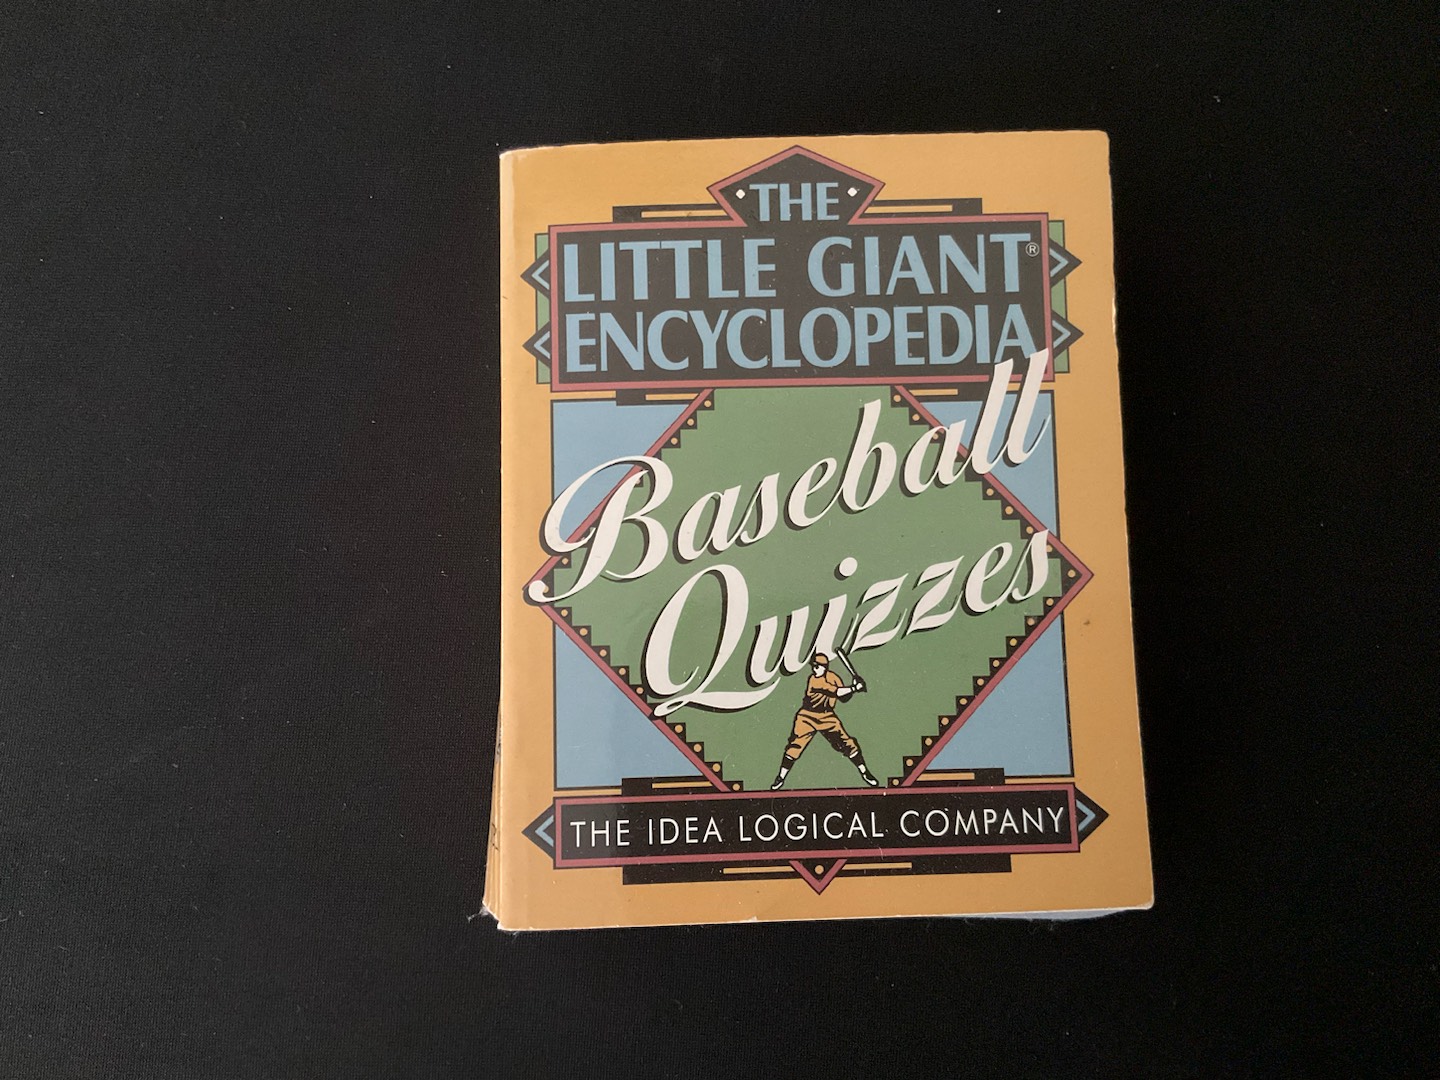 THE
LITTLE GIANT®
ENCYCLOPEDIA
Baseball
Quizzes
THE IDEA LOGICAL COMPANY